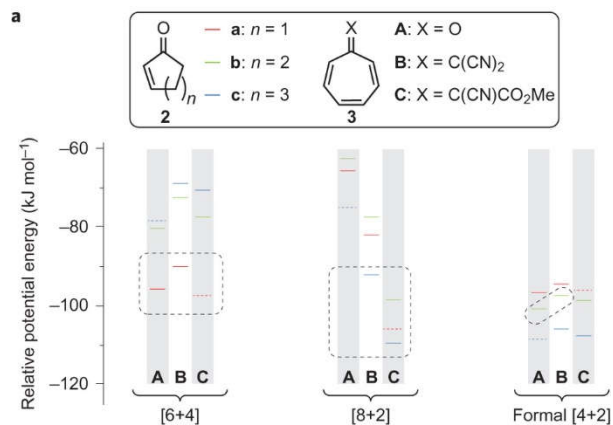 a
O
X
a: n = 1
A: X = O
b: n = 2
B: X = C(CN)2
c: n = 3
C: X = C(CN)CO2Me
n
2
3
Relative potential energy (kJ mol–1)
–60
–80
–100
–120
A B C
A B C
A B C
[6+4]
[8+2]
Formal [4+2]